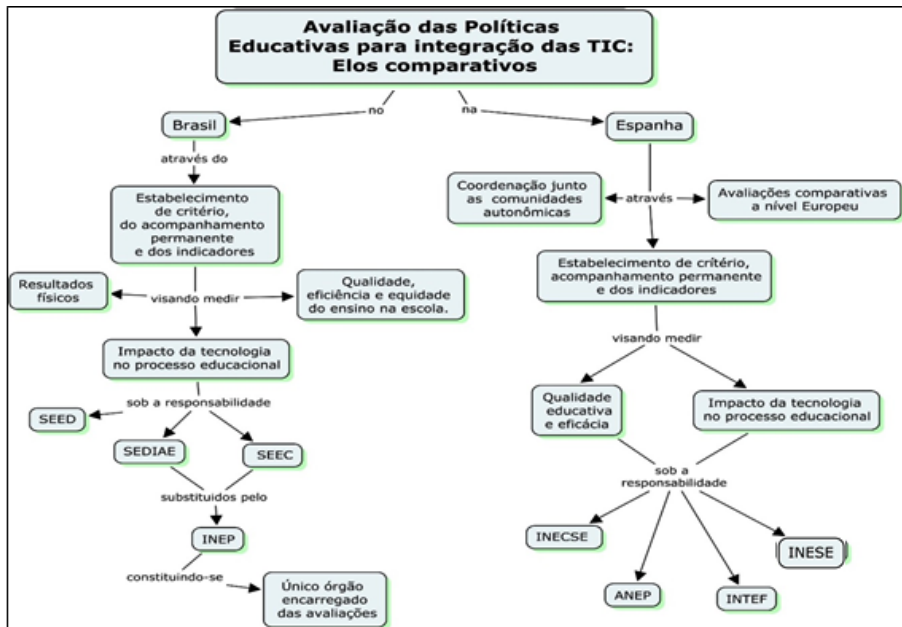 Avaliação das Políticas
Educativas para integração das TIC:
Elos comparativos
no
na
Brasil
Espanha
através do
Estabelecimento
de critério,
do acompanhamento
permanente
e dos indicadores
Coordenação junto
as comunidades
autonômicas
através
Avaliações comparativas
a nível Europeu
Resultados
físicos
visando medir
Qualidade,
eficiência e equidade
do ensino na escola.
Estabelecimento de crítério,
acompanhamento permanente
e dos indicadores
visando medir
Impacto da tecnologia
no processo educacional
Qualidade
educativa
e eficácia
Impacto da tecnologia
no processo educacional
sob a responsabilidade
SEED
SEDIAE
SEEC
substituidos pelo
INEP
constituindo-se
Único órgão
encarregado
das avaliações
sob a
responsabilidade
INECSE
ANEP
INTEF
INESE